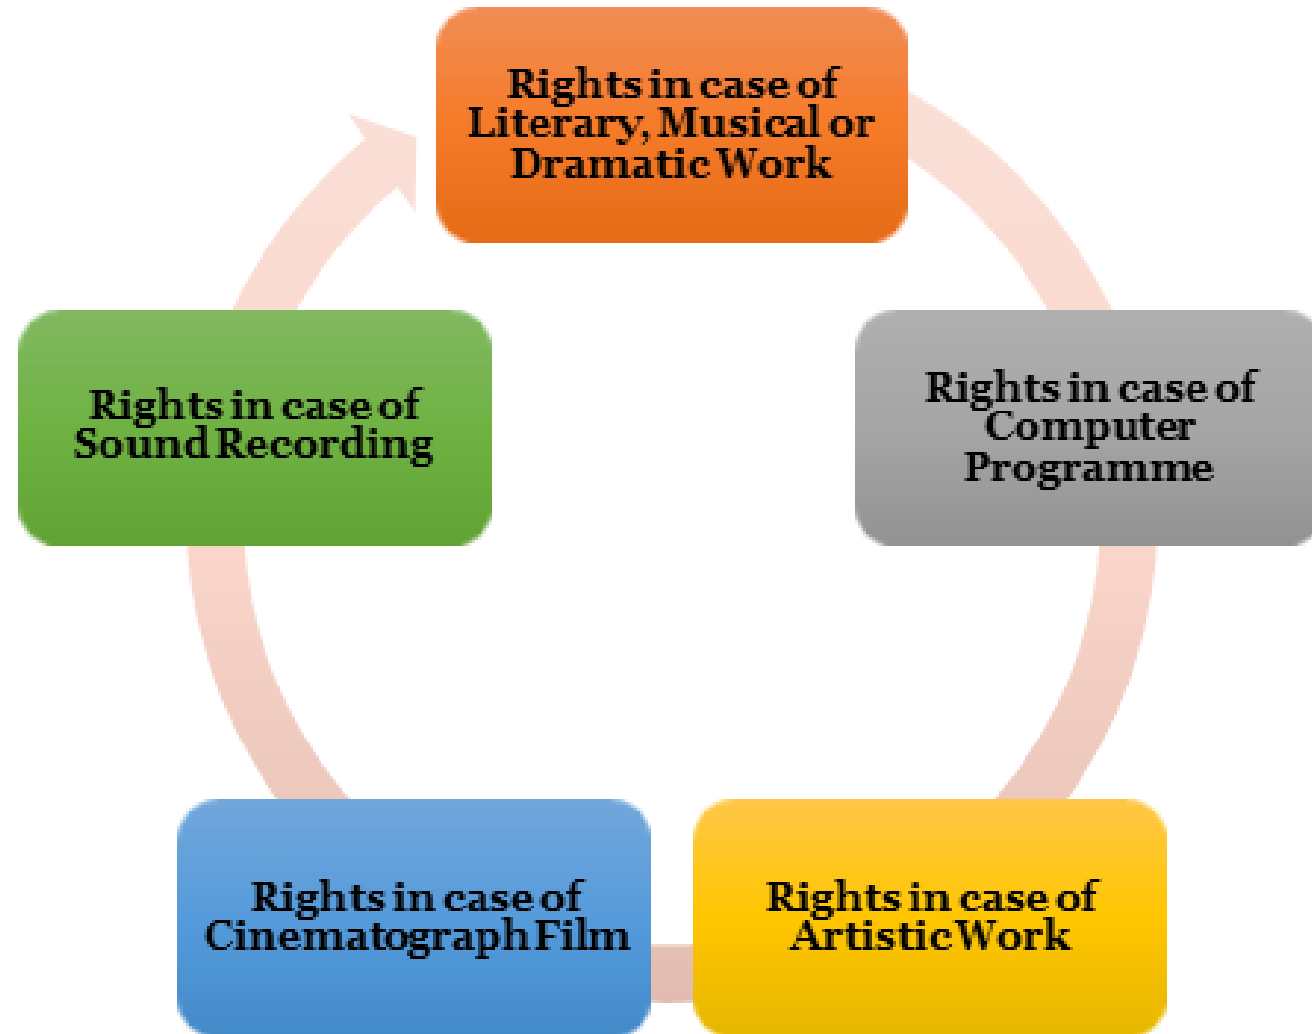 Rights in case of
Literary, Musical or
Dramatic Work
Rights in case of
Computer
Programme
Rights in case of
Artistic Work
Rights in case of
Cinematograph Film
Rights in case of
Sound Recording